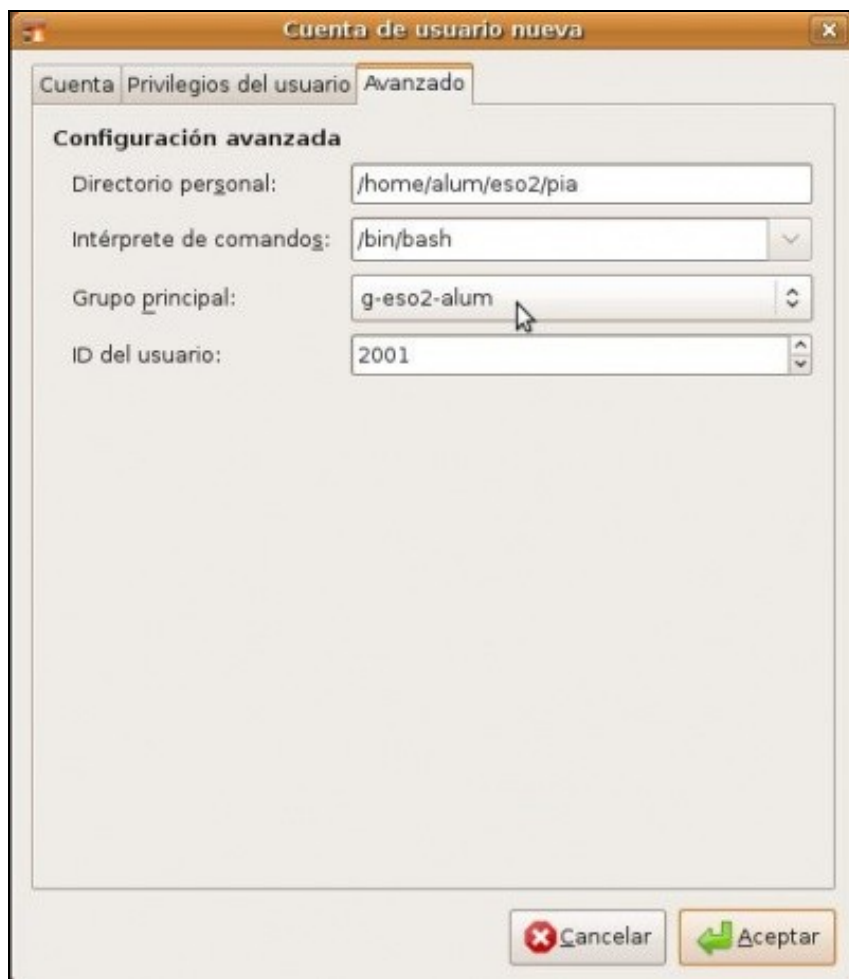 Cuenta de usuario nueva
Cuenta Privilegios del usuario Avanzado
Configuración avanzada
Directorio personal: /home/alum/eso2/pia
Intérprete de comandos: /bin/bash
Grupo principal: g-eso2-alum
ID del usuario: 2001
Cancelar Aceptar